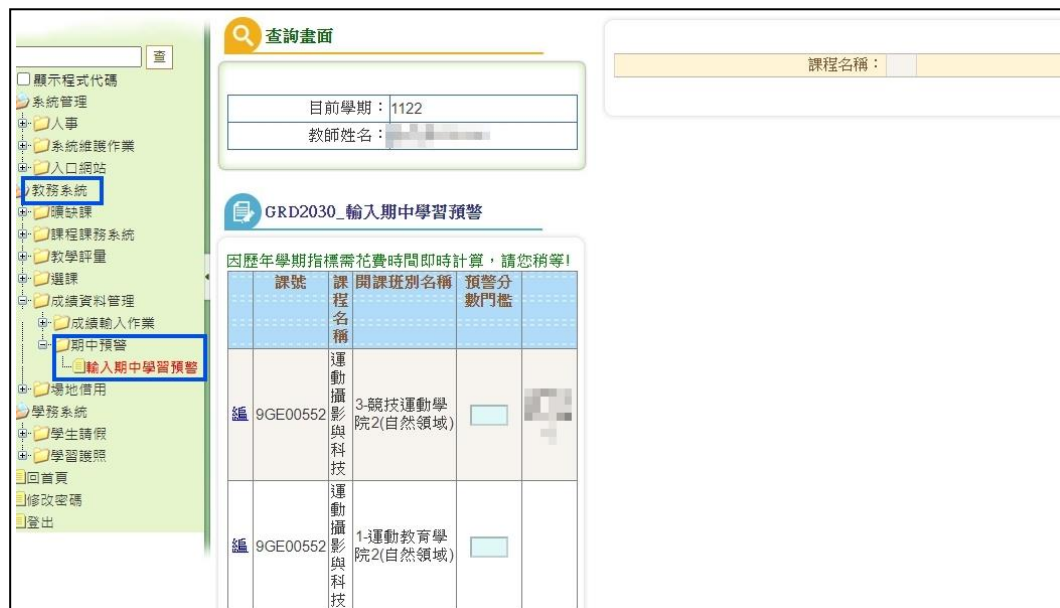 查
顯示程式代碼
系統管理
人事
系統維護作業
入口網站
教務系統
曠缺課
課程課務系統
教學評量
選課
成績資料管理
成績輸入作業
期中預警
輸入期中學習預警
場地借用
學務系統
學生請假
學習護照
回首頁
修改密碼
登出
查詢畫面
目前學期：1122
教師姓名：
GRD2030_輸入期中學習預警
因歷年學期指標需花費時間即時計算，請您稍等!
課號
課程名稱
開課班別名稱
預警分數門檻
編
9GE00552
運動攝影與科技
3-競技運動學
院2(自然領域)
編
9GE00552
運動攝影與科技
1-運動教育學
院2(自然領域)
課程名稱：